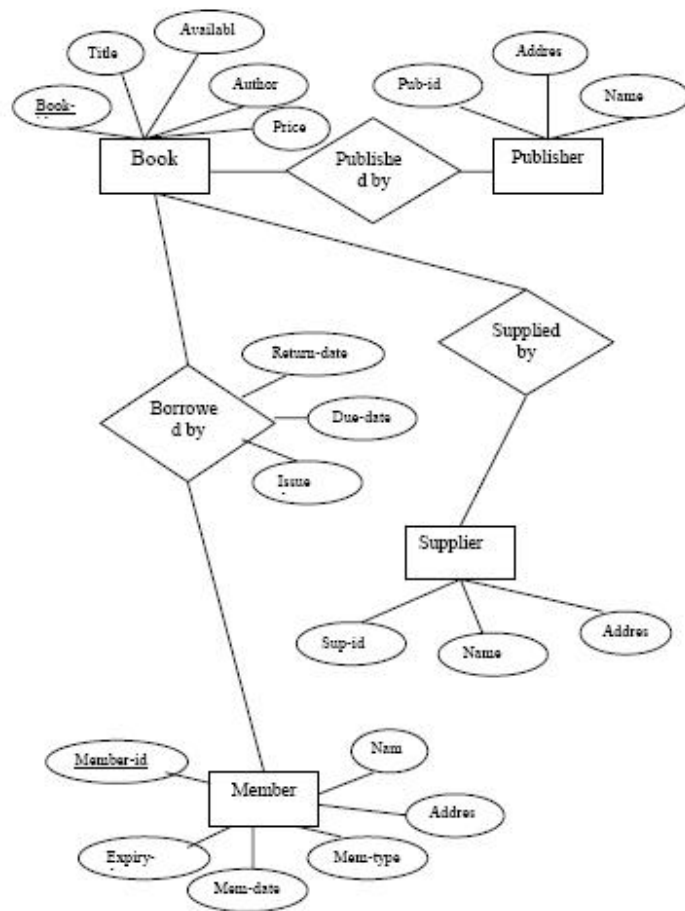 Availabl
Title
Addres
Author
Pub-id
Book-
Name
Price
Book
Publishe
d by
Publisher
Supplied
by
Return-date
Borrowe
d by
Due-date
Issue
Supplier
Sup-id
Name
Addres
Nam
Member-id
Member
Addres
Expiry-
Mem-type
Mem-date